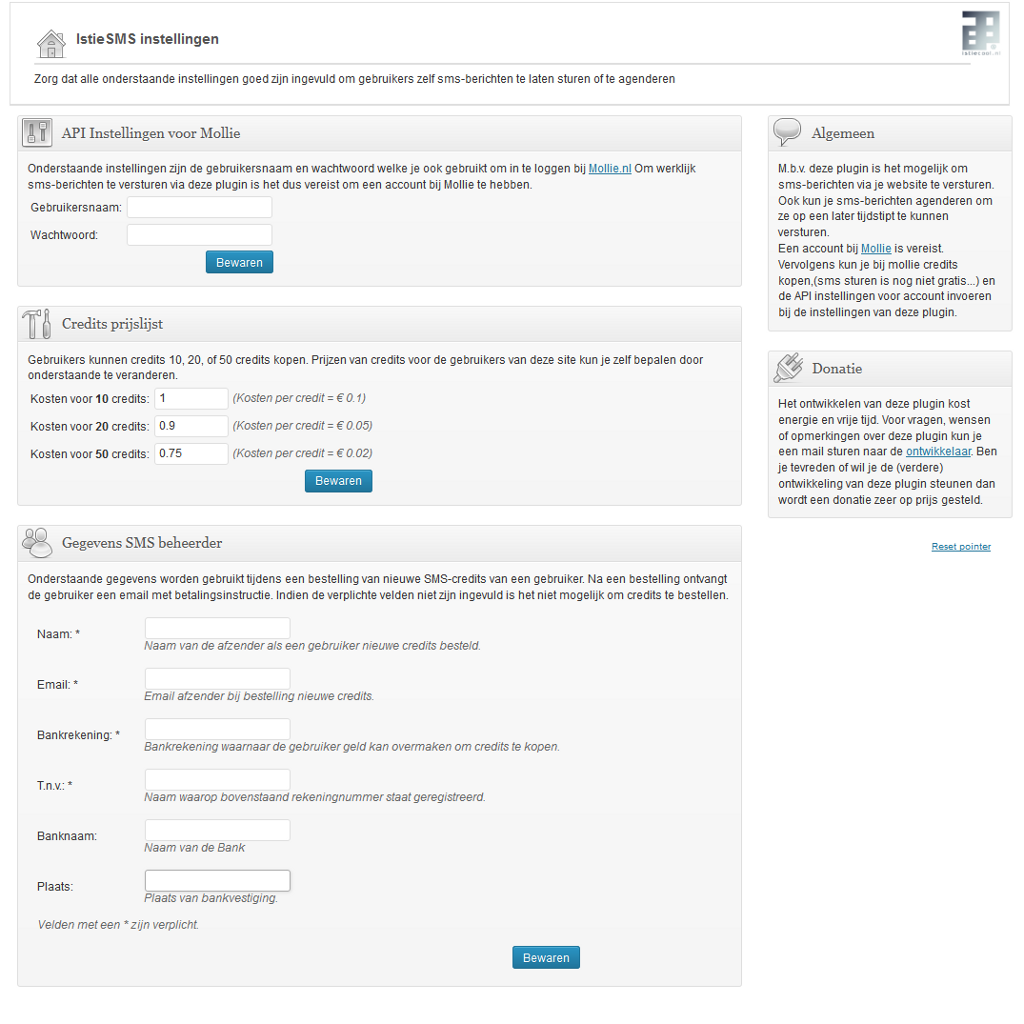 IstieSMS instellingen
Zorg dat alle onderstaande instellingen goed zijn ingevuld om gebruikers zelf sms-berichten te laten sturen of te agenderen
API Instellingen voor Mollie
Onderstaande instellingen zijn de gebruikersnaam en wachtwoord welke je ook gebruikt om in te loggen bij Mollie.nl Om werklijk
sms-berichten te versturen via deze plugin is het dus vereist om een account bij Mollie te hebben.
Gebruikersnaam:
Wachtwoord:
Bewaren
Credits prijslijst
Gebruikers kunnen credits 10, 20, of 50 credits kopen. Prijzen van credits voor de gebruikers van deze site kun je zelf bepalen door
onderstaande te veranderen.
Kosten voor 10 credits: 1 (Kosten per credit = € 0.1)
Kosten voor 20 credits: 0.9 (Kosten per credit = € 0.05)
Kosten voor 50 credits: 0.75 (Kosten per credit = € 0.02)
Bewaren
Gegevens SMS beheerder
Onderstaande gegevens worden gebruikt tijdens een bestelling van nieuwe SMS-credits van een gebruiker. Na een bestelling ontvangt
de gebruiker een email met betalingsinstructie. Indien de verplichte velden niet zijn ingevuld is het niet mogelijk om credits te bestellen.
Naam: *
Naam van de afzender als een gebruiker nieuwe credits besteld.
Email: *
Email afzender bij bestelling nieuwe credits.
Bankrekening: *
Bankrekening waarnaar de gebruiker geld kan overmaken om credits te kopen.
T.n.v.: *
Naam waarop bovenstaand rekeningnummer staat geregistreerd.
Banknaam:
Naam van de Bank
Plaats:
Plaats van bankvestiging.
Velden met een * zijn verplicht.
Bewaren
Algemeen
M.b.v. deze plugin is het mogelijk om
sms-berichten via je website te versturen.
Ook kun je sms-berichten agenderen om
ze op een later tijdstipt te kunnen
versturen.
Een account bij Mollie is vereist.
Vervolgens kun je bij mollie credits
kopen,(sms sturen is nog niet gratis...) en
de API instellingen voor account invoeren
bij de instellingen van deze plugin.
Donatie
Het ontwikkelen van deze plugin kost
energie en vrije tijd. Voor vragen, wensen
of opmerkingen over deze plugin kun je
een mail sturen naar de ontwikkelaar. Ben
je tevreden of wil je de (verdere)
ontwikkeling van deze plugin steunen dan
wordt een donatie zeer op prijs gesteld.
Reset pointer